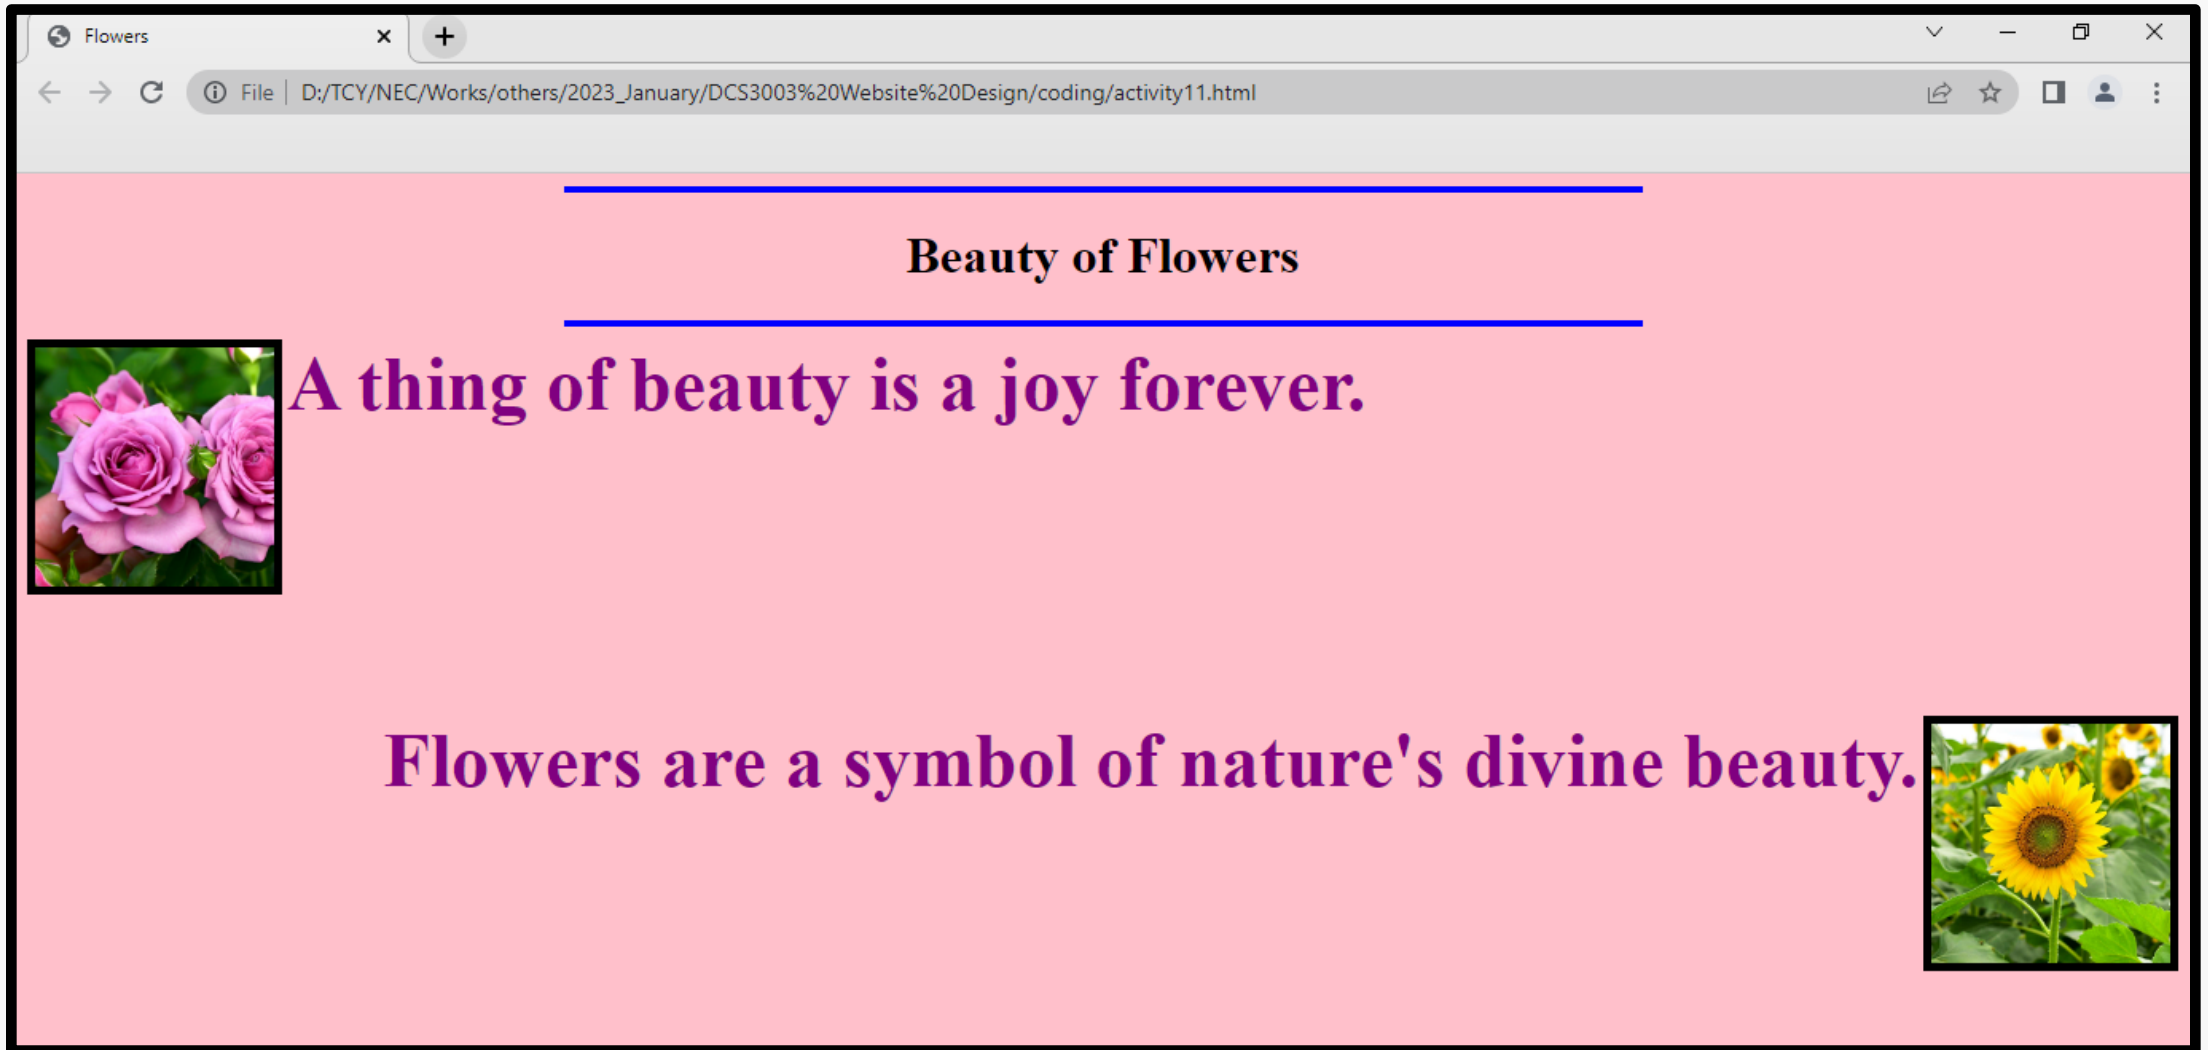 Flowers
File D:/TCY/NEC/Works/others/2023_January/DCS3003%20Website%20Design/coding/activity11.html
Beauty of Flowers
A thing of beauty is a joy forever.
Flowers are a symbol of nature's divine beauty.